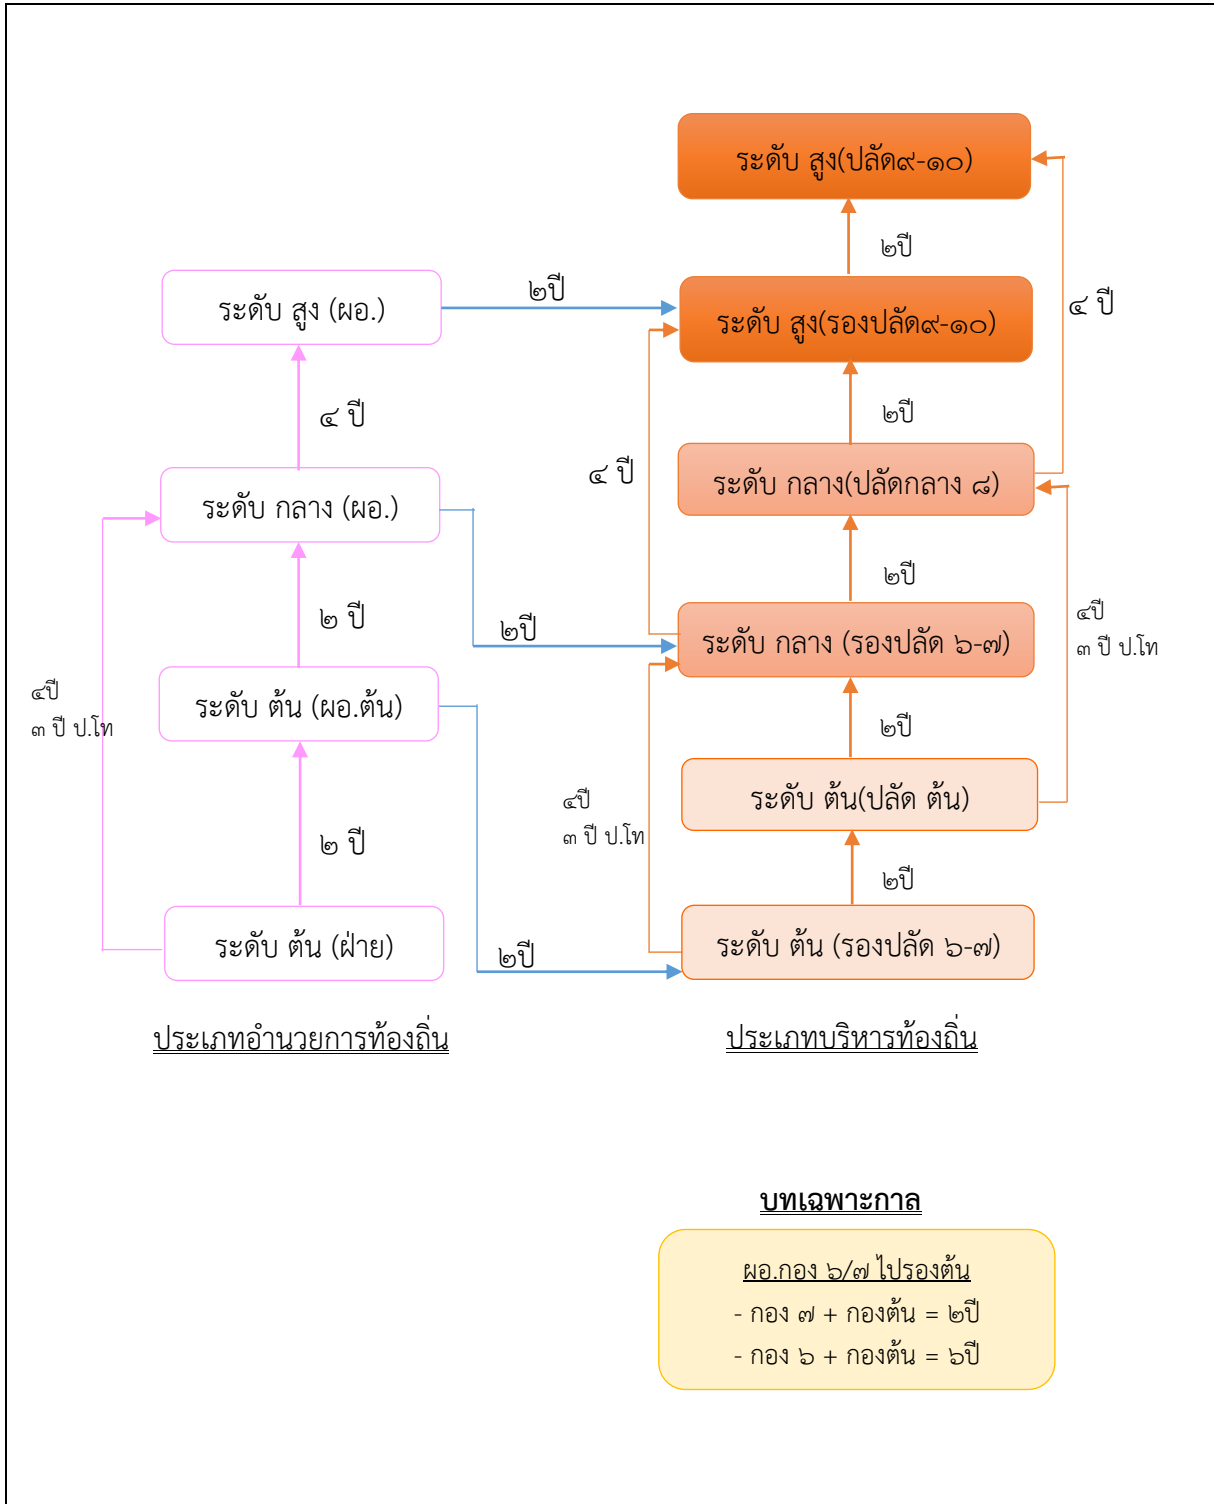 ระดับ สูง(ปลัด๙-๑๐)
๒ปี
ระดับ สูง (ผอ.)
๒ปี
ระดับ สูง(รองปลัด๙-๑๐)
๔ ปี
๔ ปี
๒ปี
๔ ปี
ระดับ กลาง (ผอ.)
ระดับ กลาง(ปลัดกลาง ๘)
๒ปี
๒ ปี
๒ปี
ระดับ กลาง (รองปลัด ๖-๗)
๔ปี
๓ ปี ป.โท
๔ปี
๓ ปี ป.โท
ระดับ ต้น (ผอ.ต้น)
๒ปี
๔ปี
๓ ปี ป.โท
ระดับ ต้น(ปลัด ต้น)
๒ ปี
๒ปี
ระดับ ต้น (ฝ่าย)
๒ปี
ระดับ ต้น (รองปลัด ๖-๗)
ประเภทอำนวยการท้องถิ่น
ประเภทบริหารท้องถิ่น
บทเฉพาะกาล
ผอ.กอง ๖/๗ ไปรองต้น
- กอง ๗ + กองต้น = ๒ปี
- กอง ๖ + กองต้น = ๖ปี